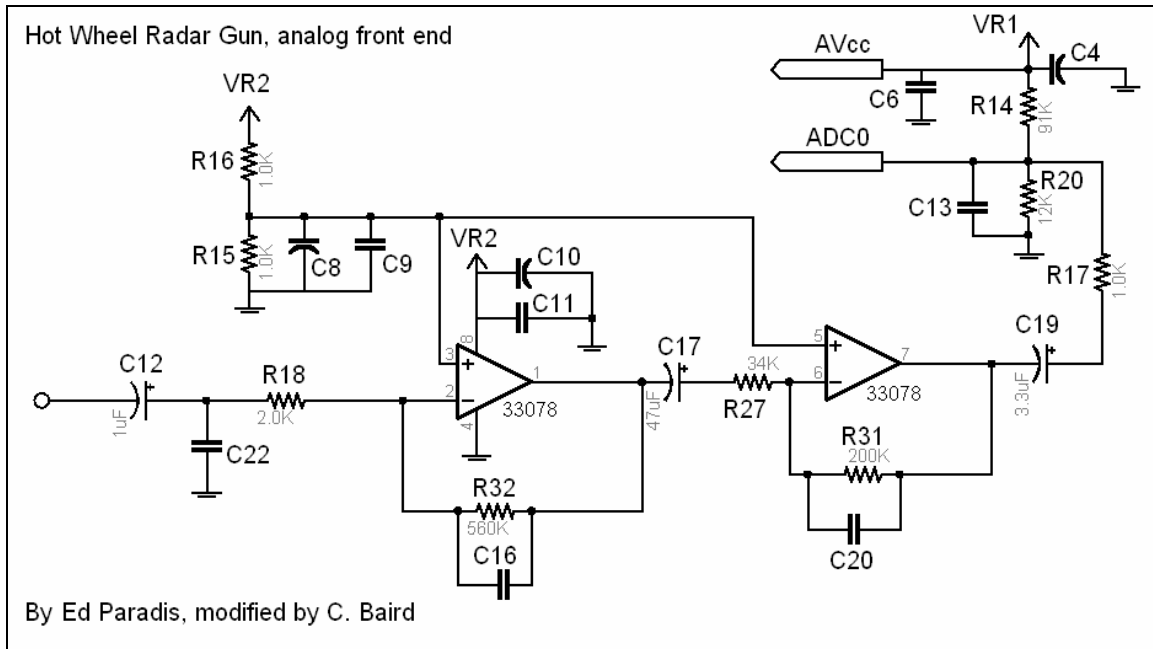 Hot Wheel Radar Gun, analog front end
VR1
AVcc
C4
C6
R14
91K
VR2
ADC0
R16
1.0K
R20
12K
C13
R15
1.0K
C8
C9
VR2
C10
C11
R17
1.0K
C12
1uF
R18
2.0K
C22
3
+
2
−
8
4
1
33078
C17
47uF
34K
R27
5
+
6
−
7
33078
C19
3.3uF
R32
560K
C16
R31
200K
C20
By Ed Paradis, modified by C. Baird